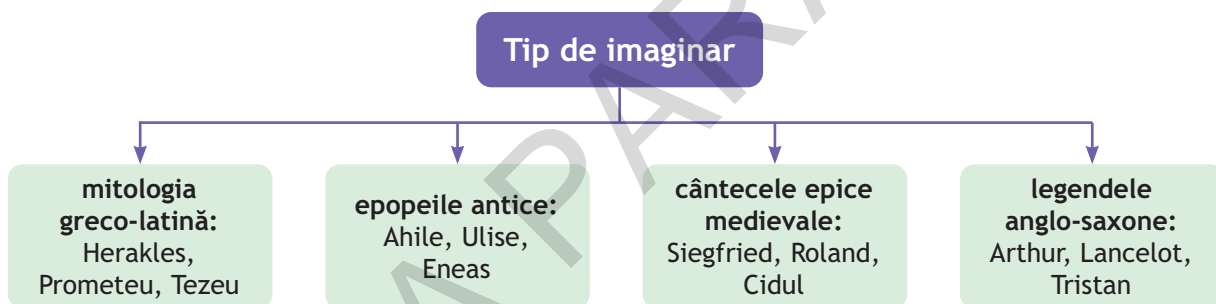 Tip de imaginar
mitologia
greco-latină:
Herakles,
Prometeu, Tezeu
epopeile antice:
Ahile, Ulise,
Eneas
cântecele epice
medievale:
Siegfried, Roland,
Cidul
legendele
anglo-saxone:
Arthur, Lancelot,
Tristan